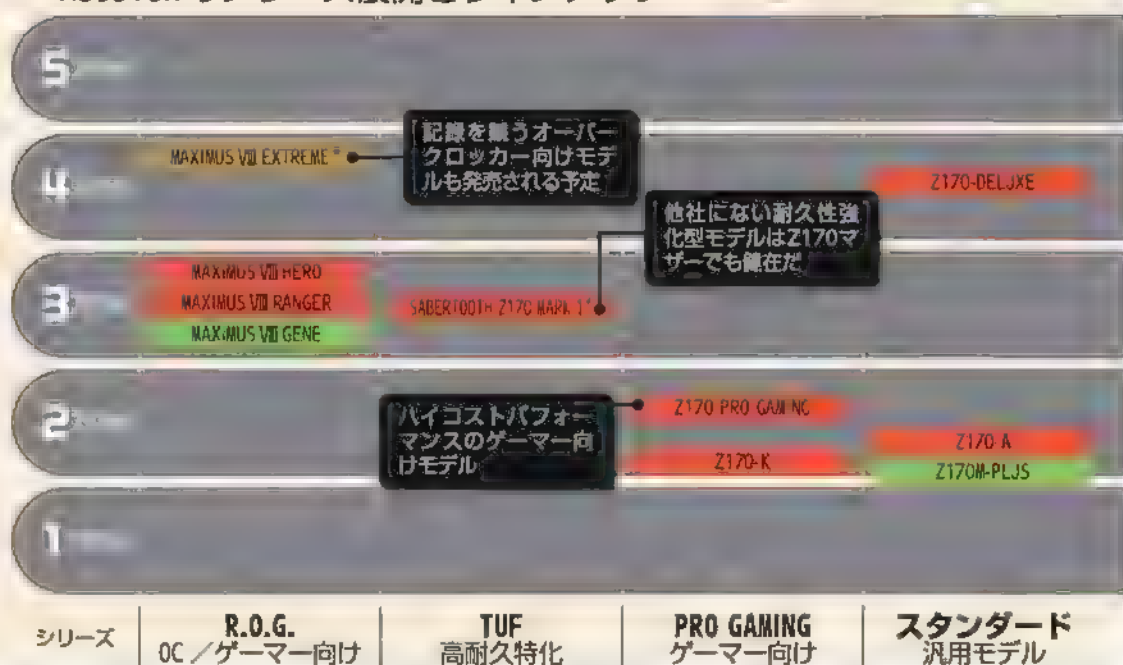 5
4
MAXIMUS VIII EXTREME
記録を競うオーバー
クロッカー向けモデ
ルも発売される予定
Z170-DELUXE
他社にない耐久性強
化型モデルはZ170マ
ザーでも健在だ
3
MAXIMUS VIII HERO
MAXIMUS VIII RANGER
MAXIMUS VIII GENE
SABERTOOTH Z170 MARK 1
2
ハイコストパフォー
マンスのゲーマー向
けモデル
Z170 PRO GAMING
Z170-K
Z170-A
Z170M-PLUS
1
シリーズ
R.O.G.
OC／ゲーマー向け
TUF
高耐久特化
PRO GAMING
ゲーマー向け
スタンダード
汎用モデル